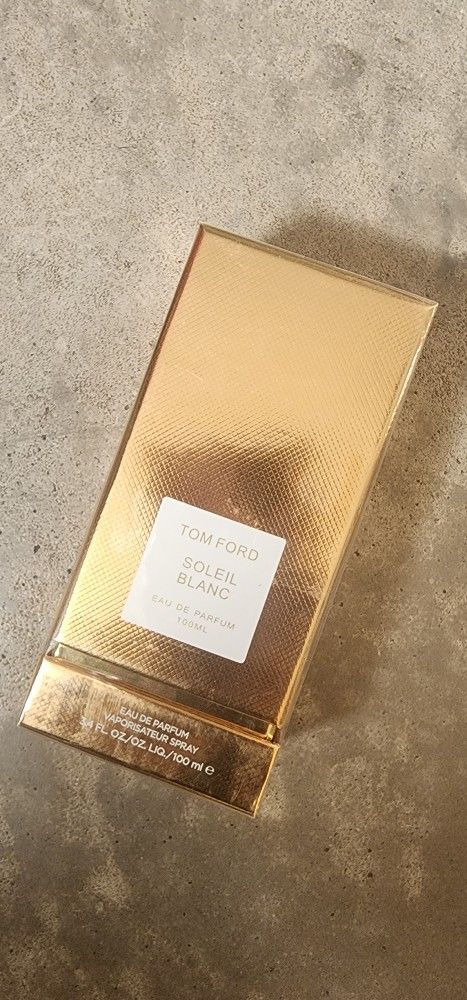 TOM FORD
SOLEIL
BLANC
EAU DE PARFUM
100ML
EAU DE PARFUM
VAPORISATEUR SPRAY
3.4 FL. OZ/OZ. LIQ./100 ml ℮